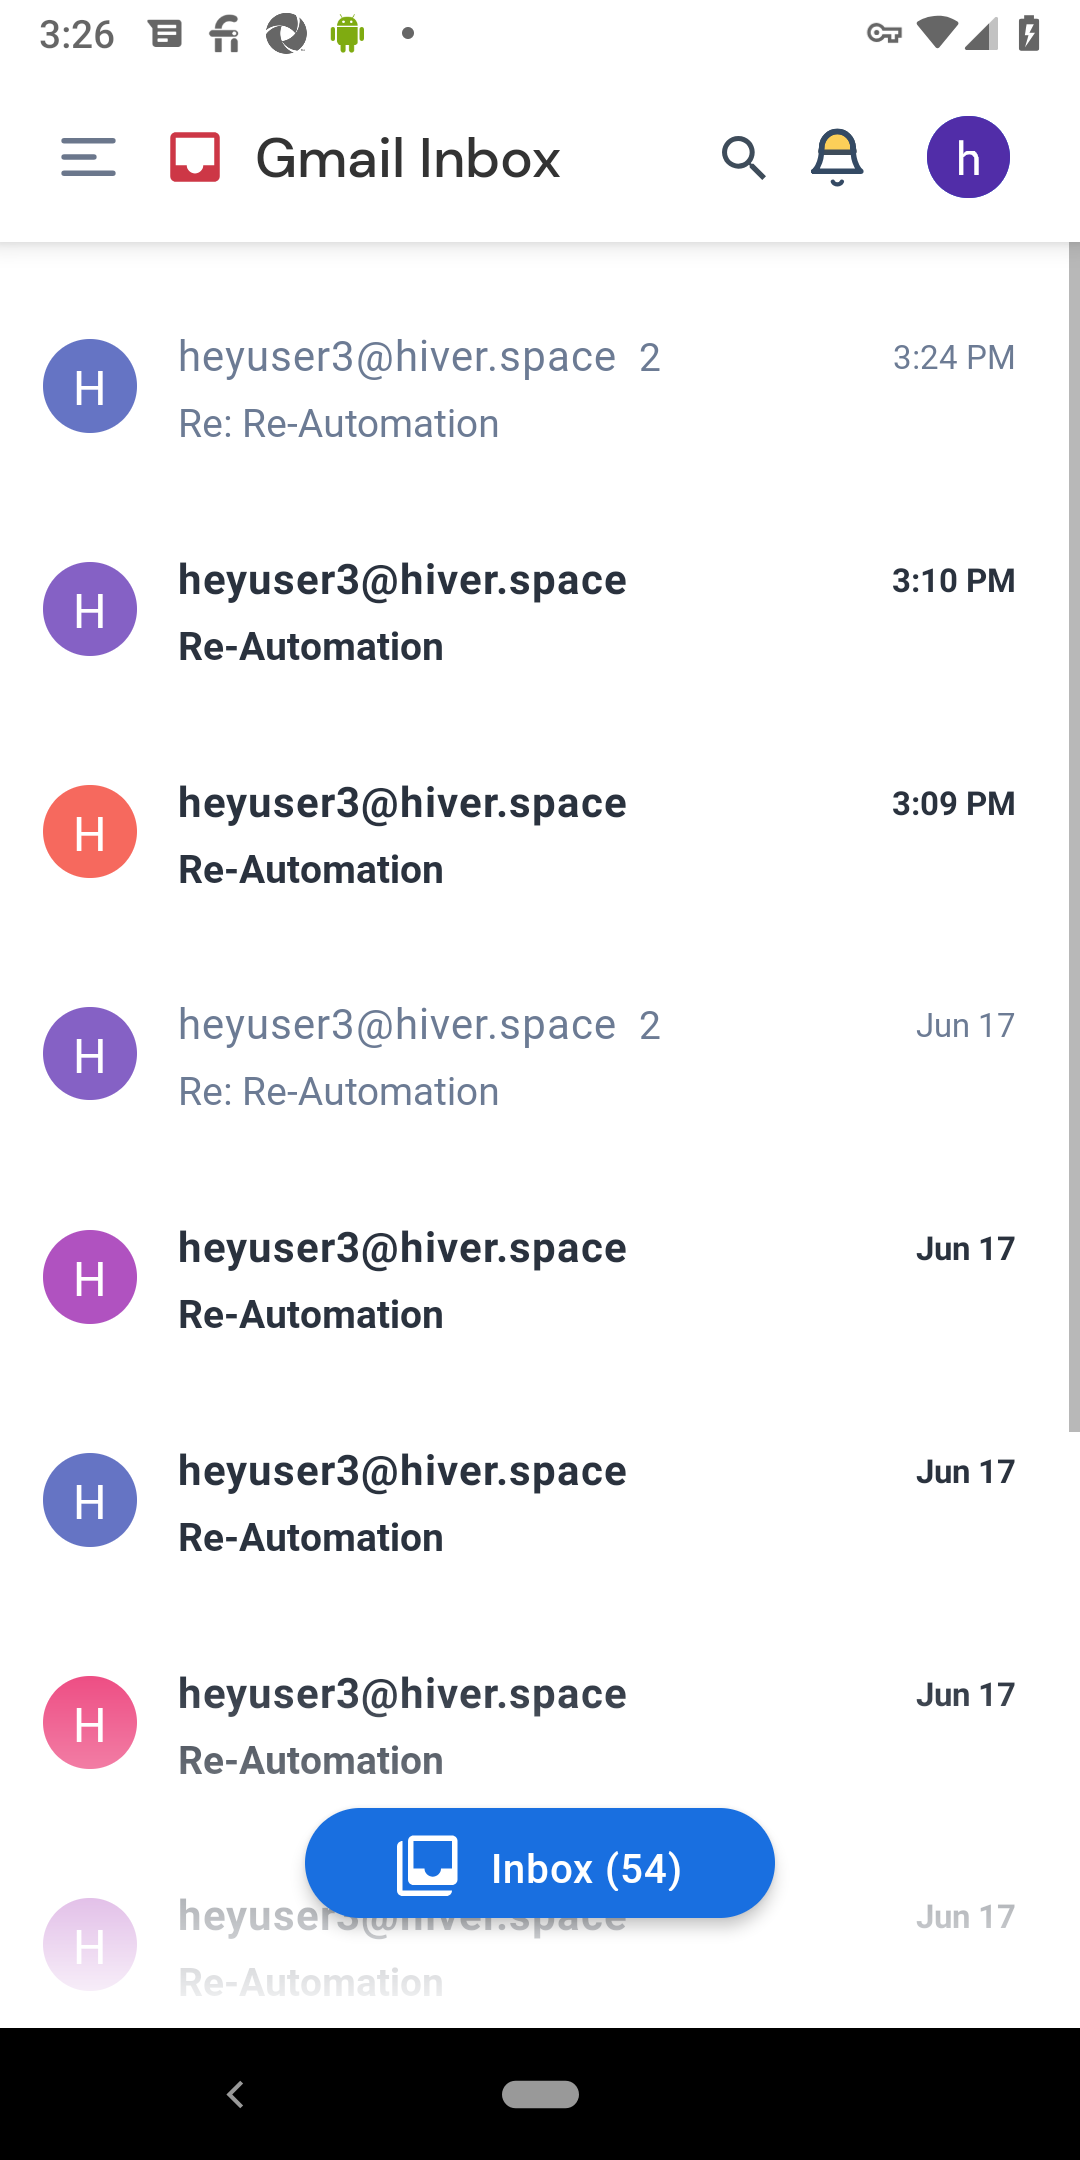 3:26
Gmail Inbox
h
H
heyuser3@hiver.space 2
3:24 PM
Re: Re-Automation
H
heyuser3@hiver.space
3:10 PM
Re-Automation
H
heyuser3@hiver.space
3:09 PM
Re-Automation
H
heyuser3@hiver.space 2
Jun 17
Re: Re-Automation
H
heyuser3@hiver.space
Jun 17
Re-Automation
H
heyuser3@hiver.space
Jun 17
Re-Automation
H
heyuser3@hiver.space
Jun 17
Re-Automation
Inbox (54)
H
heyuser3@hiver.space
Jun 17
Re-Automation